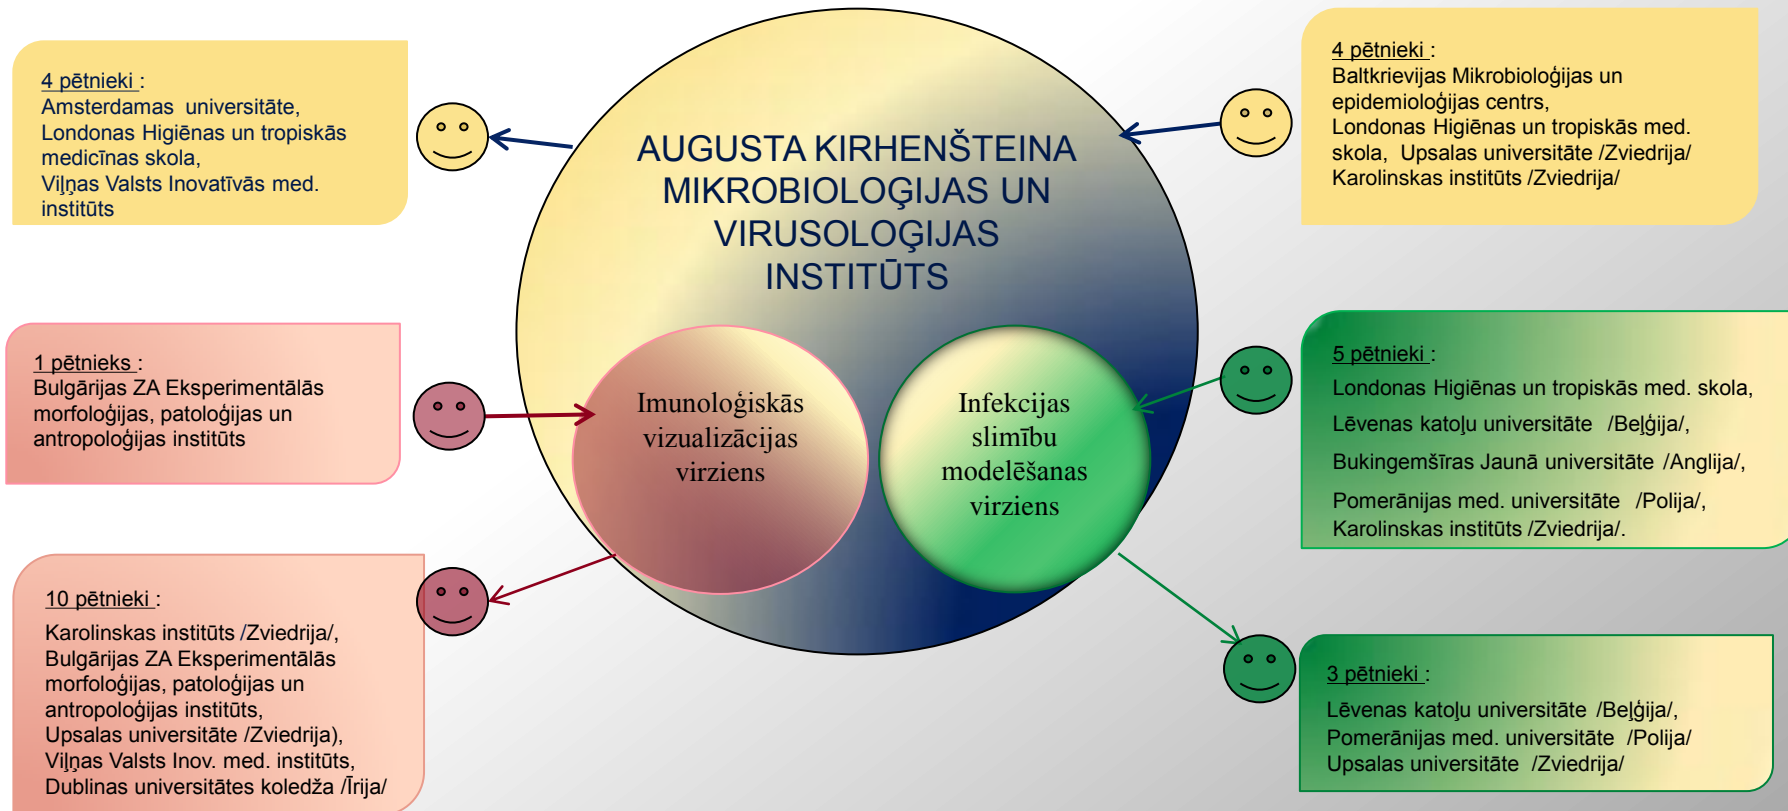 4 pētnieki :
Amsterdamas universitāte,
Londonas Higiēnas un tropiskās
medicīnas skola,
Viļņas Valsts Inovatīvās med.
institūts
1 pētnieks :
Bulgārijas ZA Eksperimentālās
morfoloģijas, patoloģijas un
antropoloģijas institūts
10 pētnieki :
Karolinskas institūts /Zviedrija/,
Bulgārijas ZA Eksperimentālās
morfoloģijas, patoloģijas un
antropoloģijas institūts,
Upsalas universitāte /Zviedrija),
Viļņas Valsts Inov. med. institūts,
Dublinas universitātes koledža /Īrija/
AUGUSTA KIRHENŠTEINA
MIKROBIOLOĢIJAS UN
VIRUSOLOĢIJAS
INSTITŪTS
Imunoloģiskās
vizualizācijas
virziens
Infekcijas
slimību
modelēšanas
virziens
4 pētnieki :
Baltkrievijas Mikrobioloģijas un
epidemioloģijas centrs,
Londonas Higiēnas un tropiskās med.
skola, Upsalas universitāte /Zviedrija/
Karolinskas institūts /Zviedrija/
5 pētnieki :
Londonas Higiēnas un tropiskās med. skola,
Lēvenas katoļu universitāte /Beļģija/,
Bukingemšīras Jaunā universitāte /Anglija/,
Pomerānijas med. universitāte /Polija/,
Karolinskas institūts /Zviedrija/.
3 pētnieki :
Lēvenas katoļu universitāte /Beļģija/,
Pomerānijas med. universitāte /Polija/
Upsalas universitāte /Zviedrija/